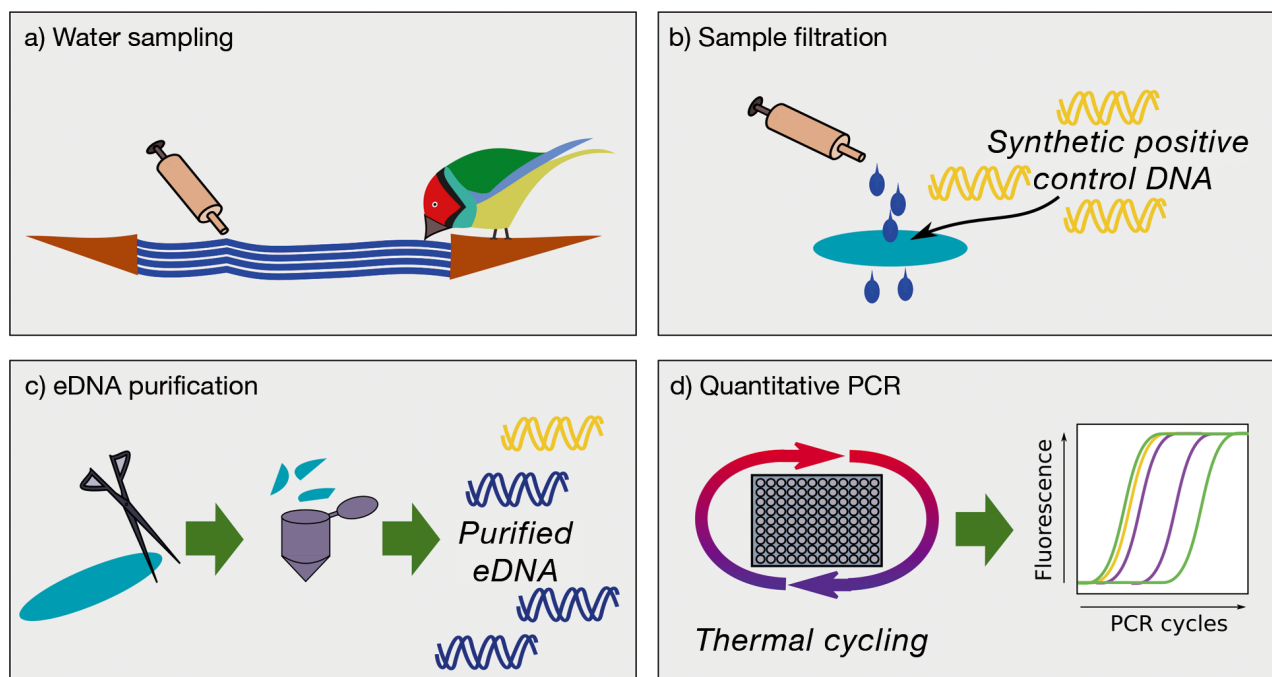 a) Water sampling
b) Sample filtration
Synthetic positive
control DNA
c) eDNA purification
Purified
eDNA
d) Quantitative PCR
Thermal cycling
Fluorescence
PCR cycles